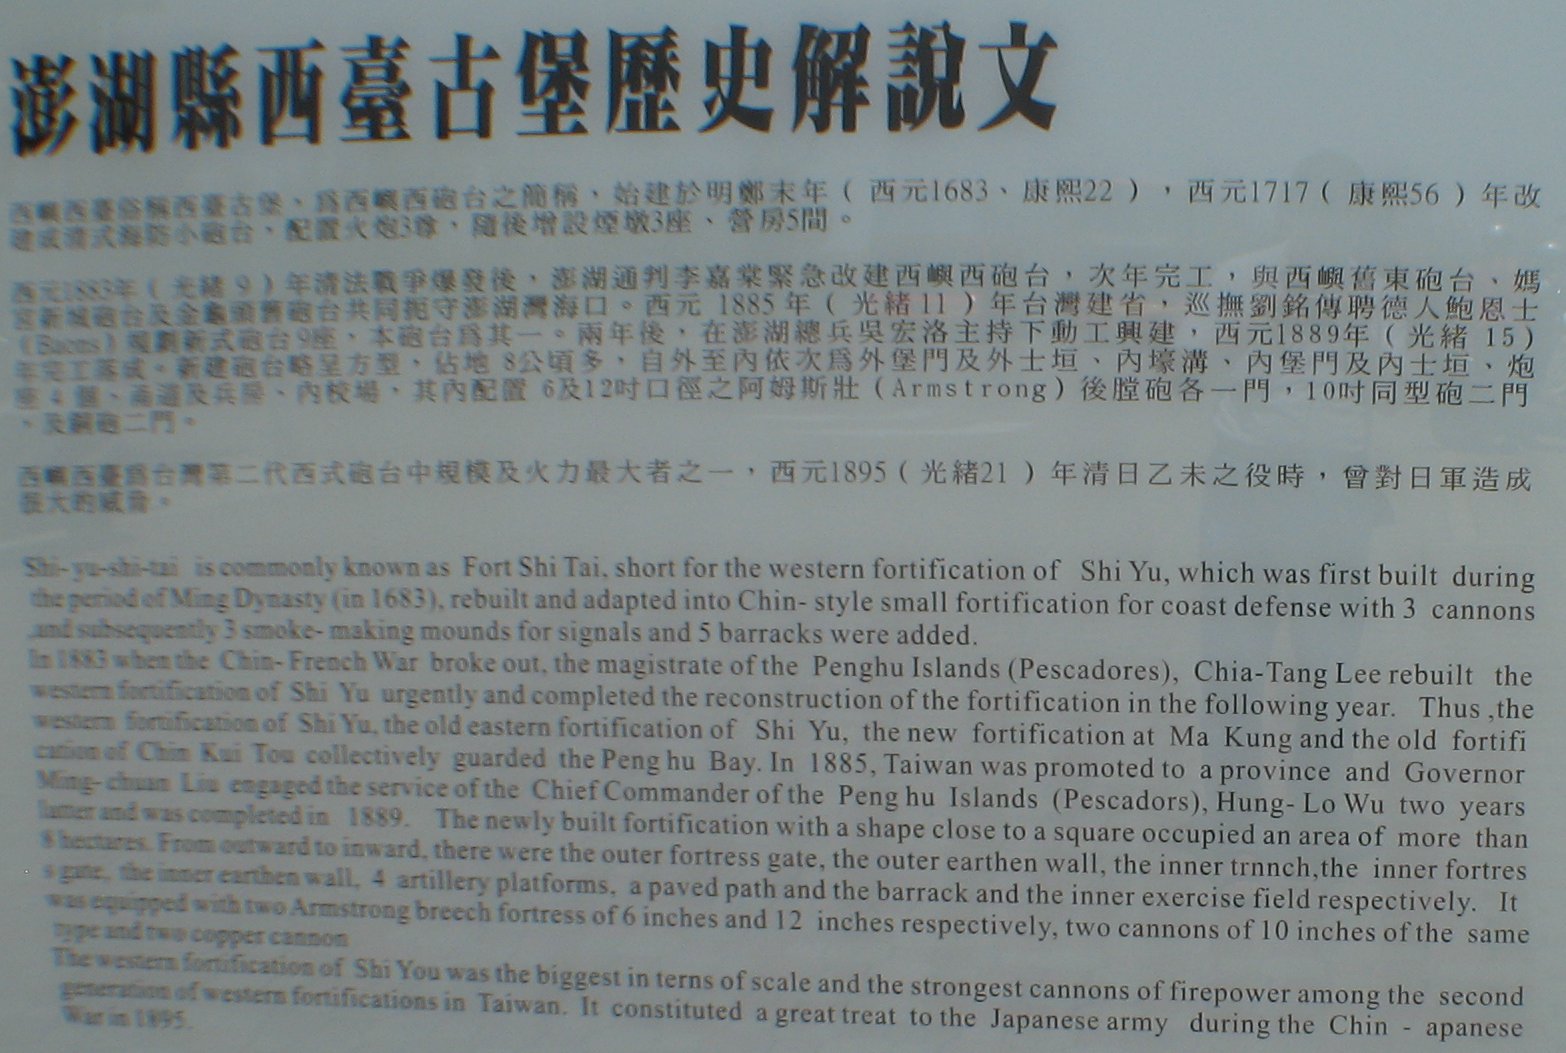 澎湖縣西臺古堡歷史解說文
西嶼西臺俗稱西臺古堡、爲西嶼西砲台之簡稱、始建於明鄭末年(西元1683、康熙22),西元1717(康熙56)年改
建成清式海防小砲台、配置火炮3尊,隨後增設煙墩3座、營房5間。
西元1883年(光緒9)年清法戰爭爆發後、澎湖通判李嘉棠緊急改建西嶼西砲台,次年完工,與西嶼舊東砲台、媽
宮新城砲台及金龜頭舊砲台共同扼守澎湖灣海口。西元 1885 年(光緒11)年台灣建省,巡撫劉銘傳聘德人鮑恩士
(Baons)規劃新式砲台9座、本砲台爲其一。兩年後,在澎湖總兵吳宏洛主持下動工興建,西元1889年(光緒 15)
年完工落成。新建砲台略呈方型、佔地 8公頃多,自外至內依次爲外堡門及外土垣、內壕溝、內堡門及內土垣、炮
座 4 個、甬道及兵房、內校場,其內配置 6及12吋口徑之阿姆斯壯(Armstrong)後膛砲各一門,10吋同型砲二門
、及銅砲二門。
西嶼西臺爲台灣第二代西式砲台中規模及火力最大者之一,西元1895(光緒21)年清日乙未之役時,曾對日軍造成
很大的威脅。
Shi-yu-shi-tai is commonly known as Fort Shi Tai, short for the western fortification of Shi Yu, which was first built during
the period of Ming Dynasty (in 1683), rebuilt and adapted into Chin- style small fortification for coast defense with 3 cannons
,and subsequently 3 smoke- making mounds for signals and 5 barracks were added.
In 1883 when the Chin- French War broke out, the magistrate of the Penghu Islands (Pescadores), Chia-Tang Lee rebuilt the
western fortification of Shi Yu urgently and completed the reconstruction of the fortification in the following year. Thus ,the
western fortification of Shi Yu, the old eastern fortification of Shi Yu, the new fortification at Ma Kung and the old fortifi
cation of Chin Kui Tou collectively guarded the Peng hu Bay. In 1885, Taiwan was promoted to a province and Governor
Ming- chuan Liu engaged the service of the Chief Commander of the Peng hu Islands (Pescadors), Hung- Lo Wu two years
latter and was completed in 1889. The newly built fortification with a shape close to a square occupied an area of more than
8 hectares. From outward to inward, there were the outer fortress gate, the outer earthen wall, the inner trnnch,the inner fortres
s gate, the inner earthen wall, 4 artillery platforms, a paved path and the barrack and the inner exercise field respectively. It
was equipped with two Armstrong breech fortress of 6 inches and 12 inches respectively, two cannons of 10 inches of the same
type and two copper cannon
The western fortification of Shi You was the biggest in terns of scale and the strongest cannons of firepower among the second
generation of western fortifications in Taiwan. It constituted a great treat to the Japanese army during the Chin - apanese
War in 1895.